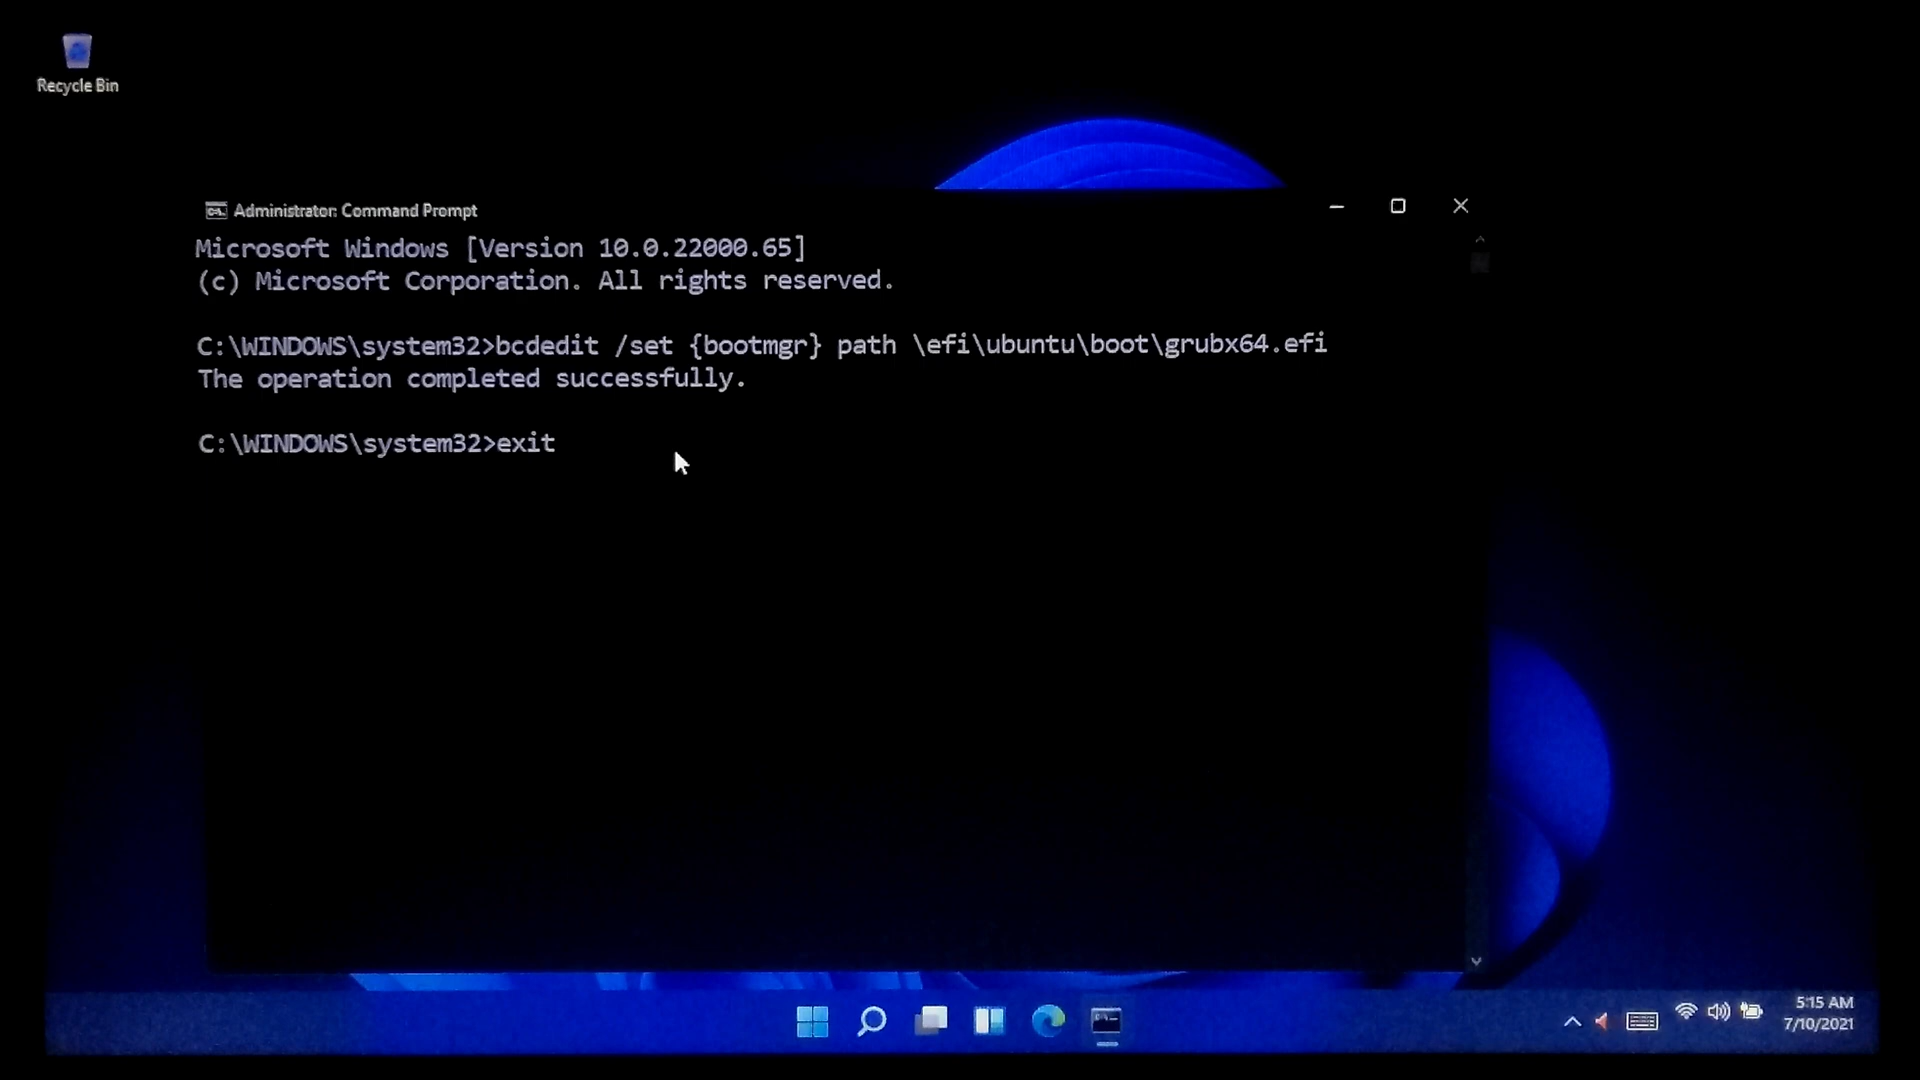 Recycle Bin
Administrator: Command Prompt
Microsoft Windows [Version 10.0.22000.65]
(c) Microsoft Corporation. All rights reserved.
C:\WINDOWS\system32>bcdedit /set {bootmgr} path \efi\ubuntu\boot\grubx64.efi
The operation completed successfully.
C:\WINDOWS\system32>exit
5:15 AM
7/10/2021